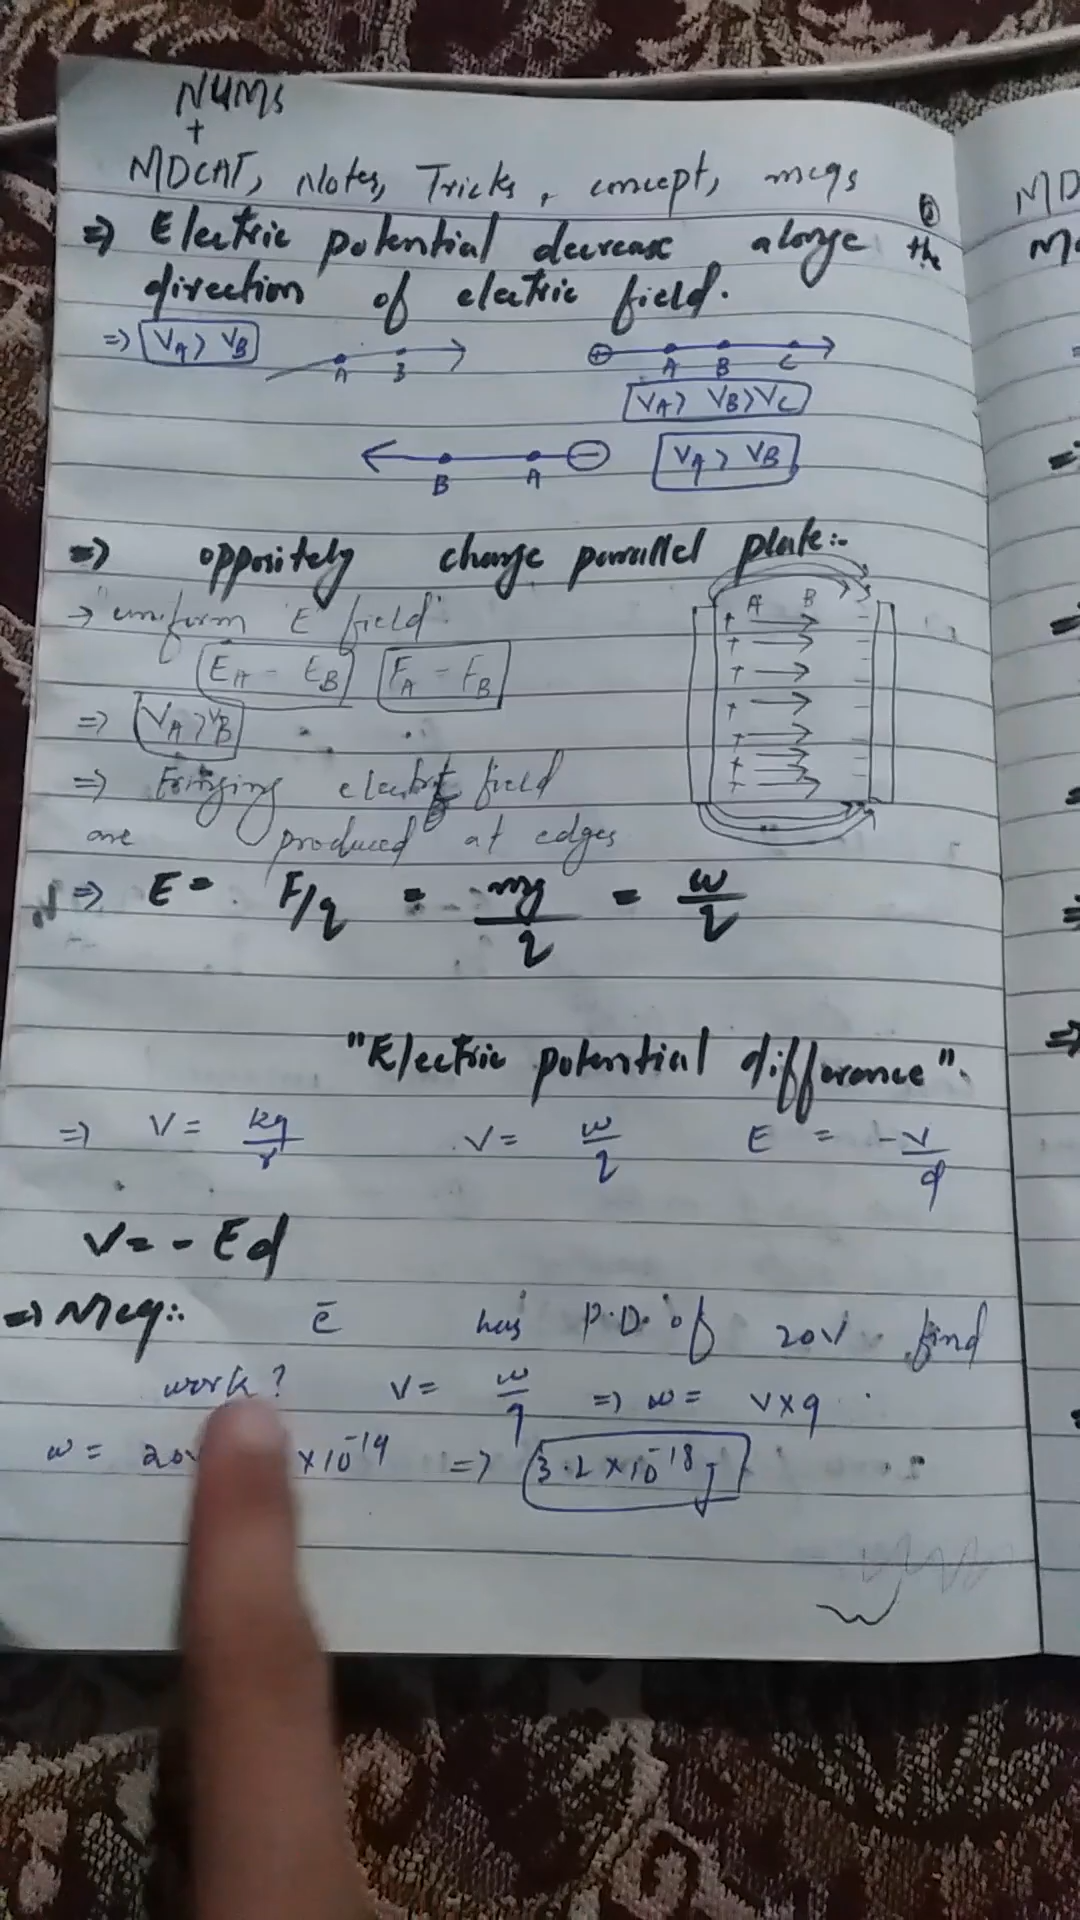 NUMS
+
MDCAT, Notes, Tricks, concept, mcqs
⇒ Electric potential decrease alonge the
direction of electric field.
⇒ VA > VB
A B
+ A B C
VA > VB > VC
B A −
VA > VB
⇒ oppositely charge parallel plate:-
→ uniform E field.
EA = EB FA = FB
A B
⇒ VA > VB
⇒ Fringing electric field
are produced at edges
⇒ E = F/q = mg/q = w/q
"Electric potential difference".
⇒ V = kq/r V = w/q E = -V/d
V = - Ed
⇒ Mcq:: ē has P.D. of 20V find
work? V = w/q ⇒ w = V×q
w = 20 ×10^-19 ⇒ 3.2 × 10^-18 J
MD